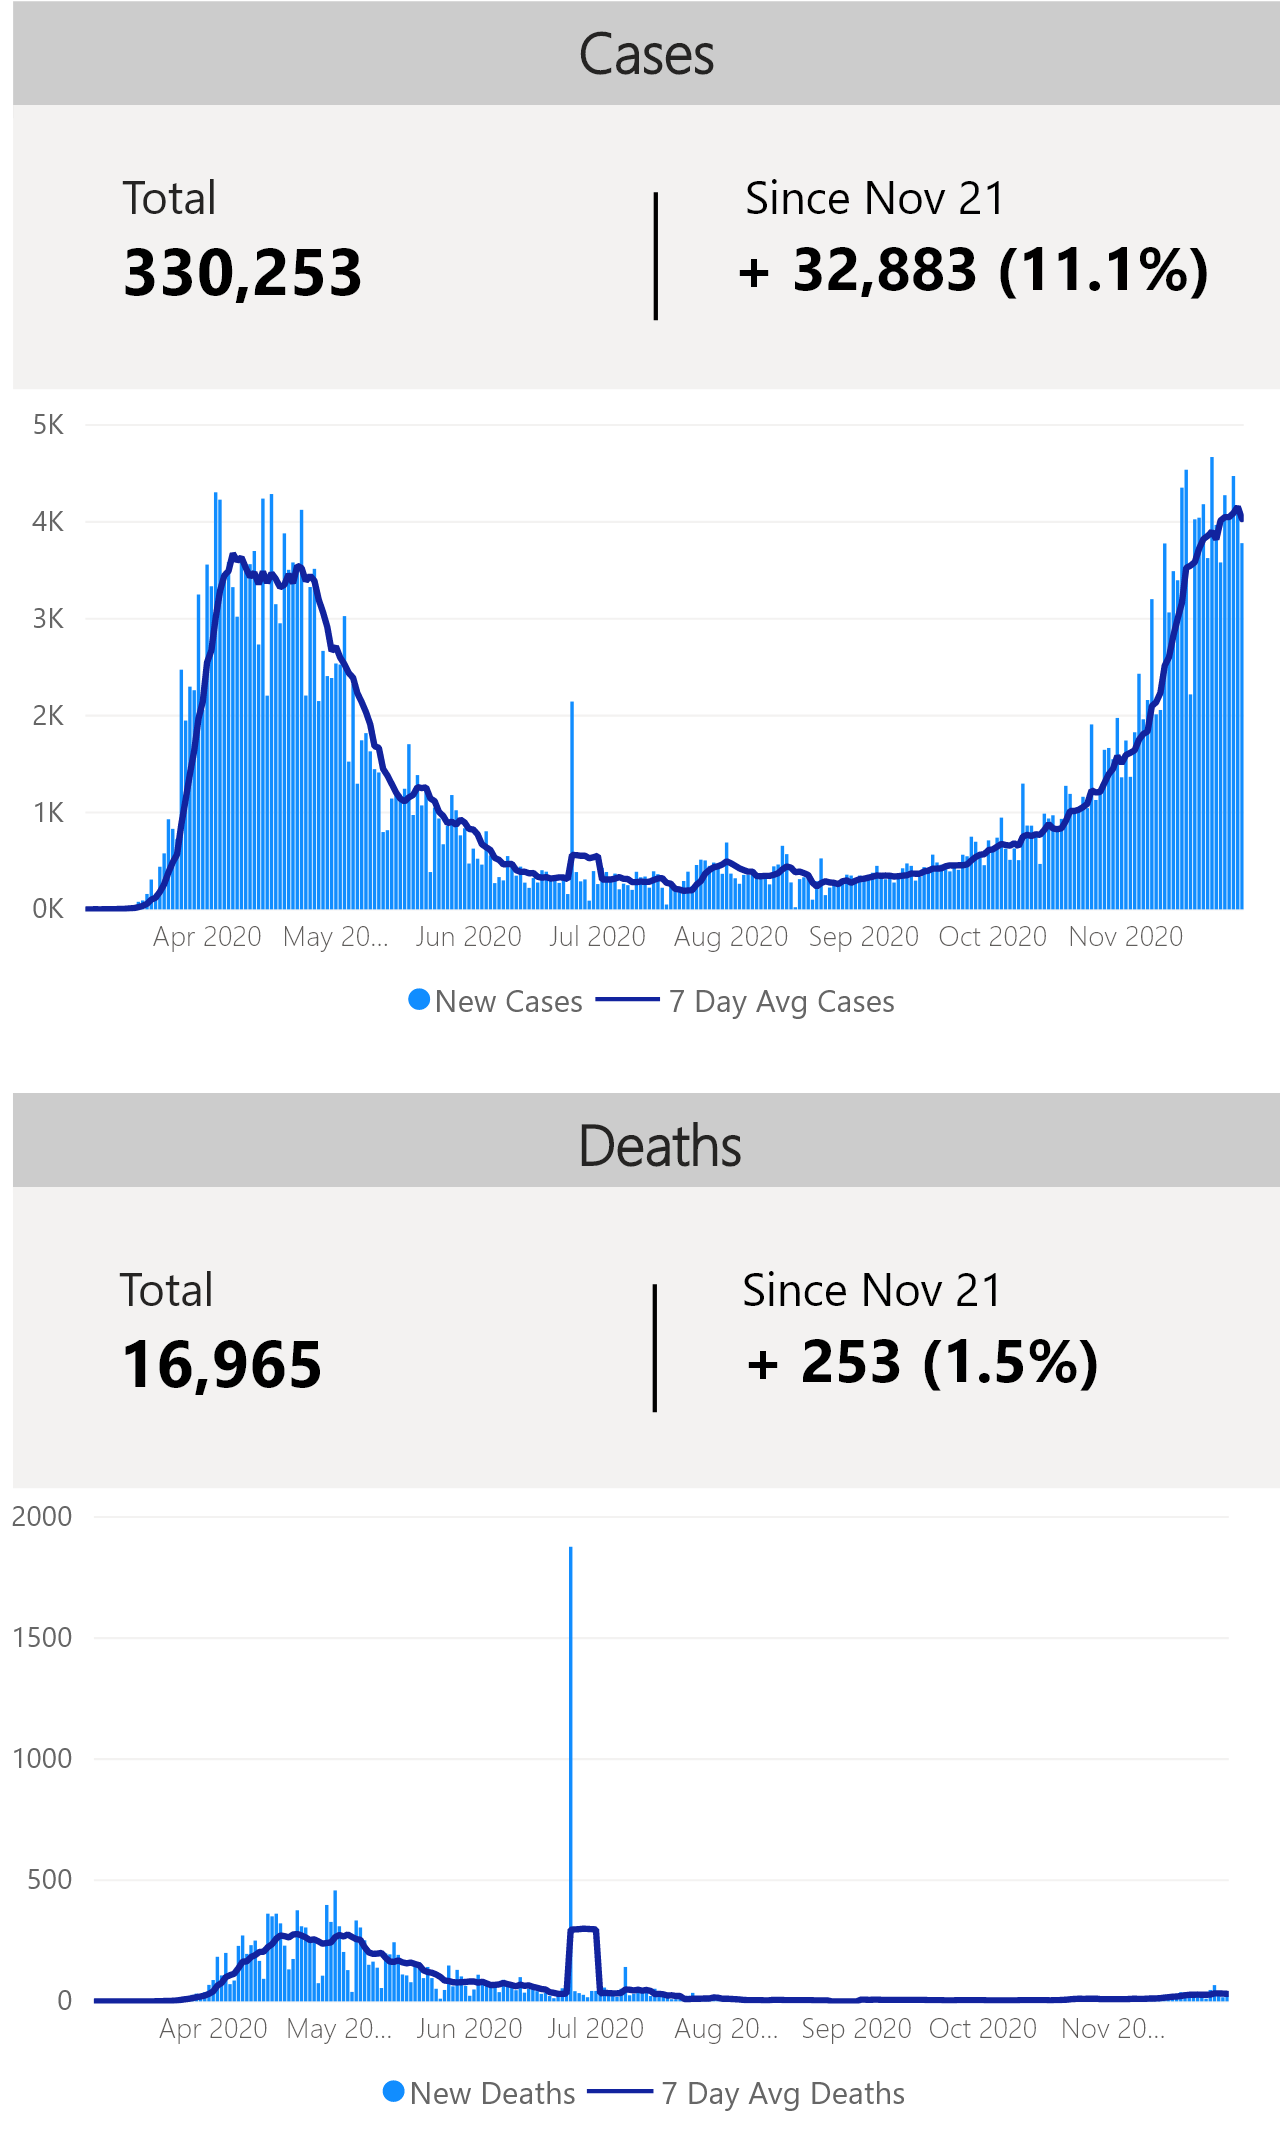 Cases
Total
Since Nov 21
330,253
+ 32,883 (11.1%)
5K
4K
3K
2K
1K
0K
Apr 2020 May 20... Jun 2020 Jul 2020 Aug 2020 Sep 2020 Oct 2020 Nov 2020
New Cases 7 Day Avg Cases
Deaths
Total
Since Nov 21
16,965
+ 253 (1.5%)
2000
1500
1000
500
0
Apr 2020 May 20... Jun 2020 Jul 2020 Aug 20... Sep 2020 Oct 2020 Nov 20...
New Deaths 7 Day Avg Deaths